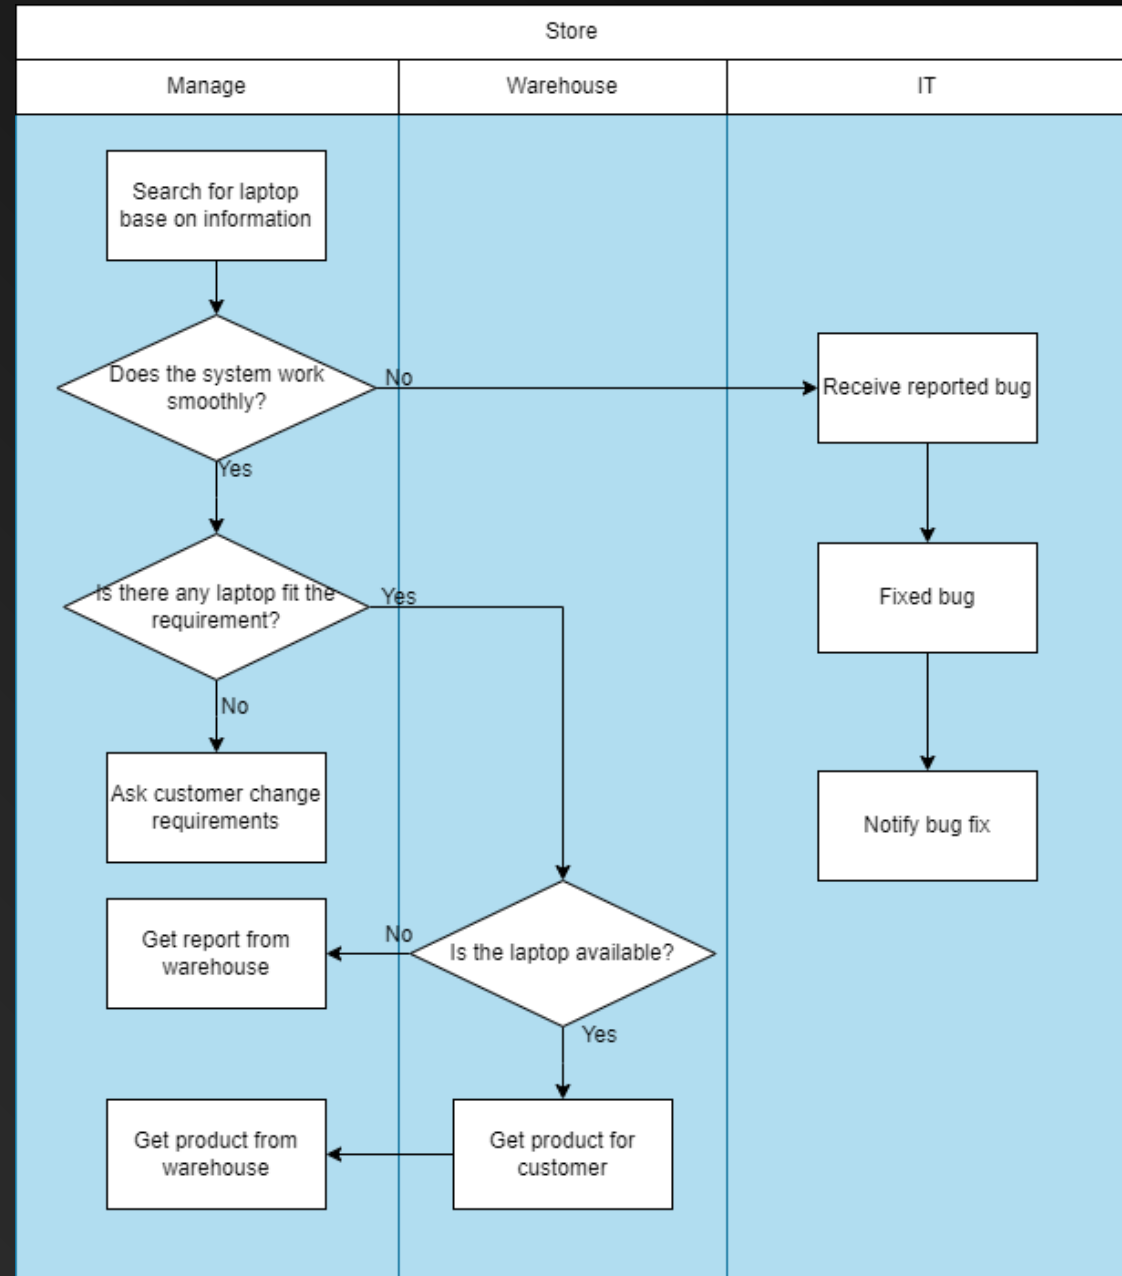 Store
Manage
Warehouse
IT
Search for laptop
base on information
Does the system work
smoothly?
No
Receive reported bug
Yes
Is there any laptop fit the
requirement?
Yes
Fixed bug
No
Ask customer change
requirements
Notify bug fix
Get report from
warehouse
No
Is the laptop available?
Yes
Get product from
warehouse
Get product for
customer